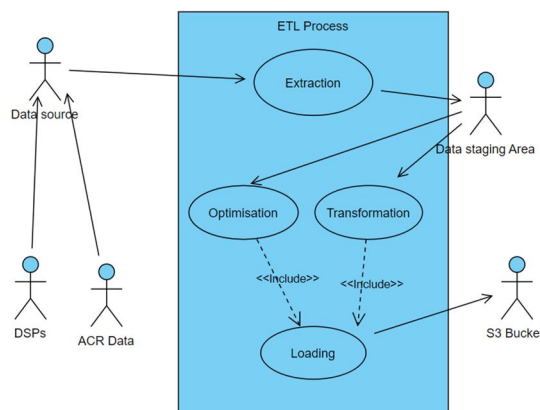 ETL Process
Extraction
Data source
Data staging Area
Optimisation
Transformation
<<Include>>
<<Include>>
DSPs
ACR Data
S3 Bucke
Loading